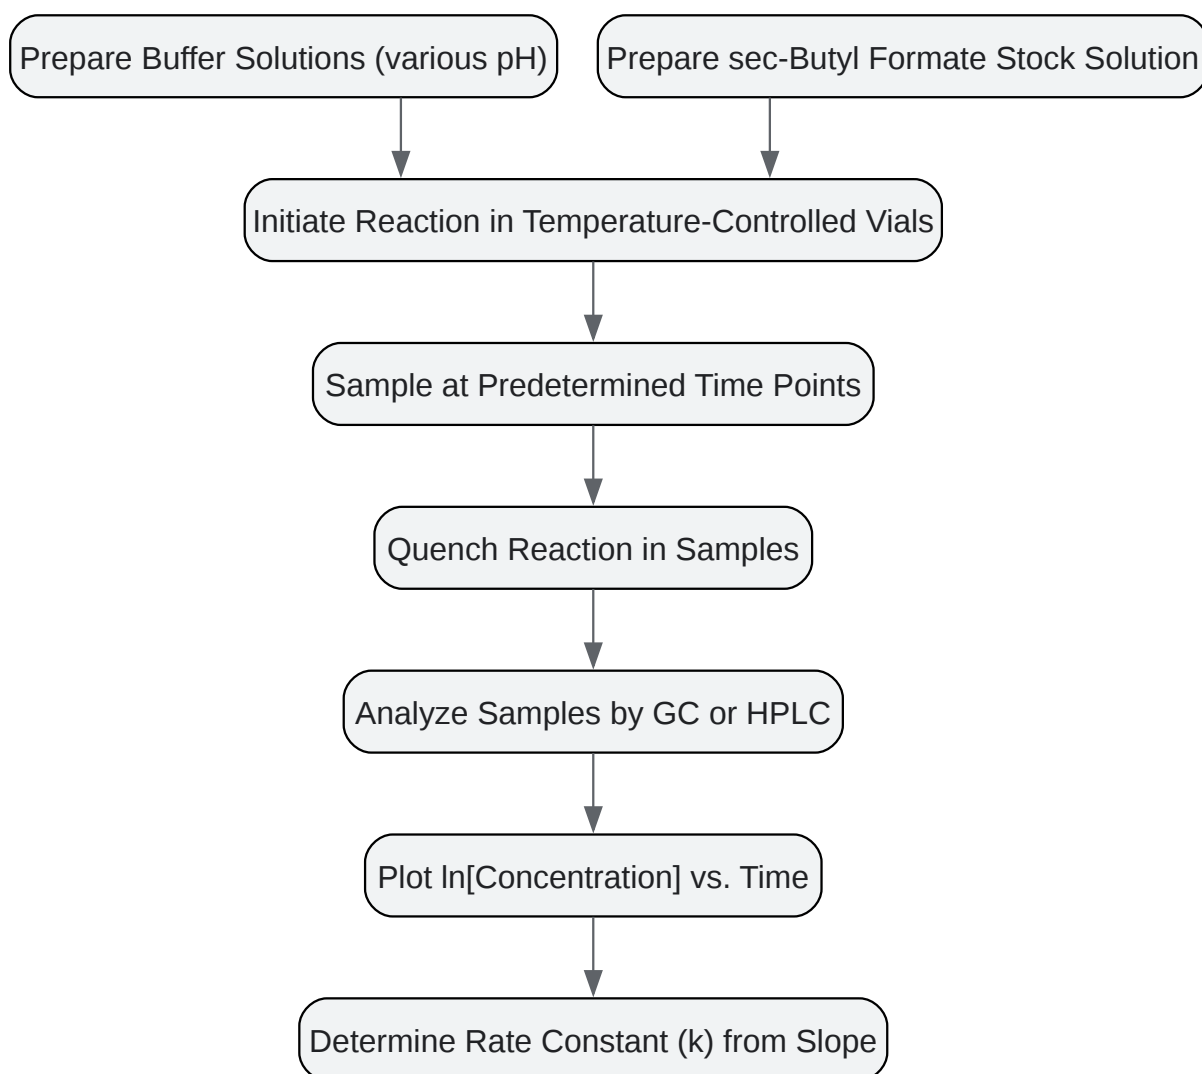 Prepare Buffer Solutions (various pH)
Prepare sec-Butyl Formate Stock Solution
Initiate Reaction in Temperature-Controlled Vials
Sample at Predetermined Time Points
Quench Reaction in Samples
Analyze Samples by GC or HPLC
Plot ln[Concentration] vs. Time
Determine Rate Constant (k) from Slope